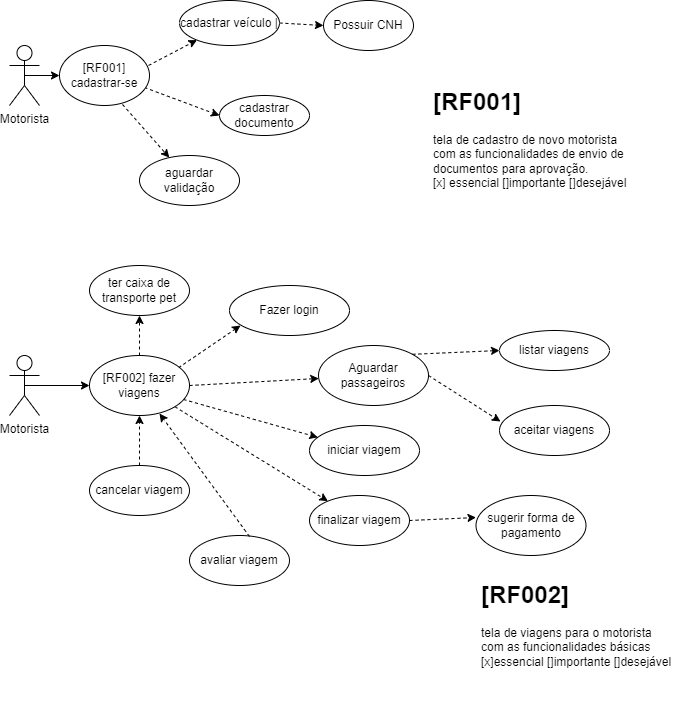 cadastrar veículo |
Possuir CNH
[RF001]
cadastrar-se
Motorista
cadastrar
documento
aguardar
validação
[RF001]
tela de cadastro de novo motorista
com as funcionalidades de envio de
documentos para aprovação.
[x] essencial []importante []desejável
ter caixa de
transporte pet
Fazer login
[RF002] fazer
viagens
Motorista
Aguardar
passageiros
listar viagens
aceitar viagens
iniciar viagem
cancelar viagem
finalizar viagem
sugerir forma de
pagamento
avaliar viagem
[RF002]
tela de viagens para o motorista
com as funcionalidades básicas
[x]essencial []importante []desejável